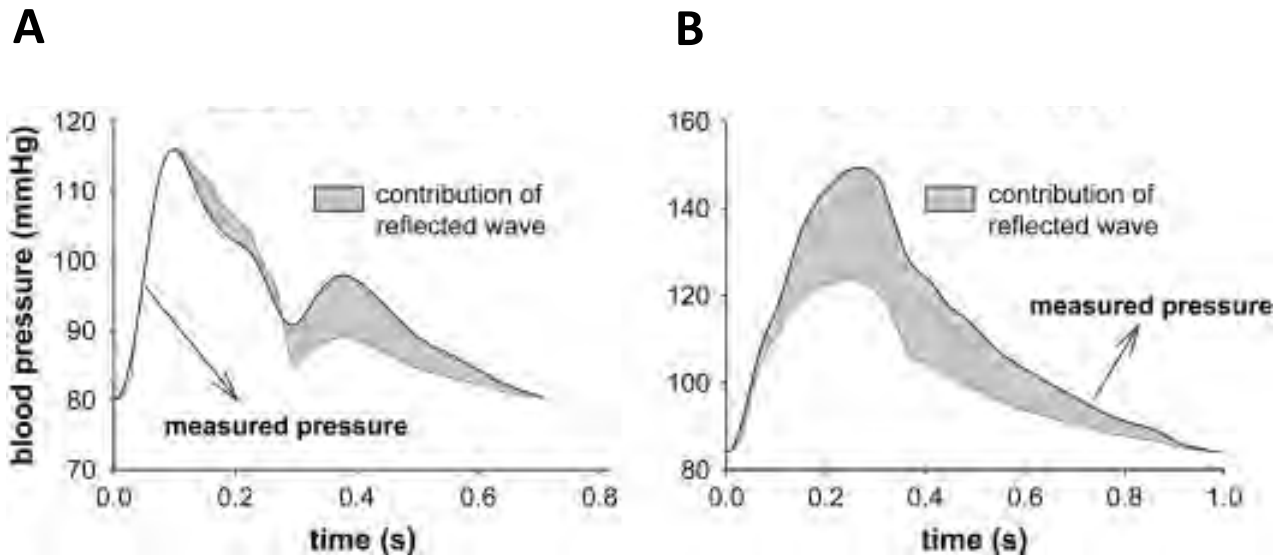 A
B
blood pressure (mmHg)
120
110
100
90
80
70
0.0
0.2
0.4
0.6
0.8
time (s)
contribution of
reflected wave
measured pressure
160
140
120
100
80
0.0
0.2
0.4
0.6
0.8
1.0
time (s)
contribution of
reflected wave
measured pressure